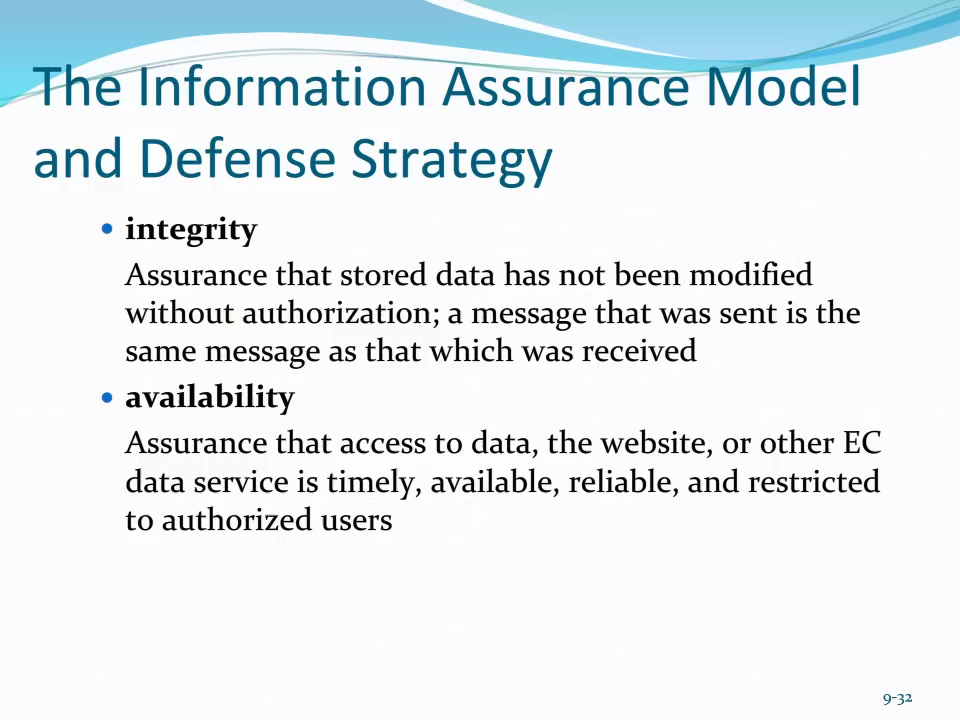 The Information Assurance Model
and Defense Strategy
• integrity
Assurance that stored data has not been modified
without authorization; a message that was sent is the
same message as that which was received
• availability
Assurance that access to data, the website, or other EC
data service is timely, available, reliable, and restricted
to authorized users
9-32